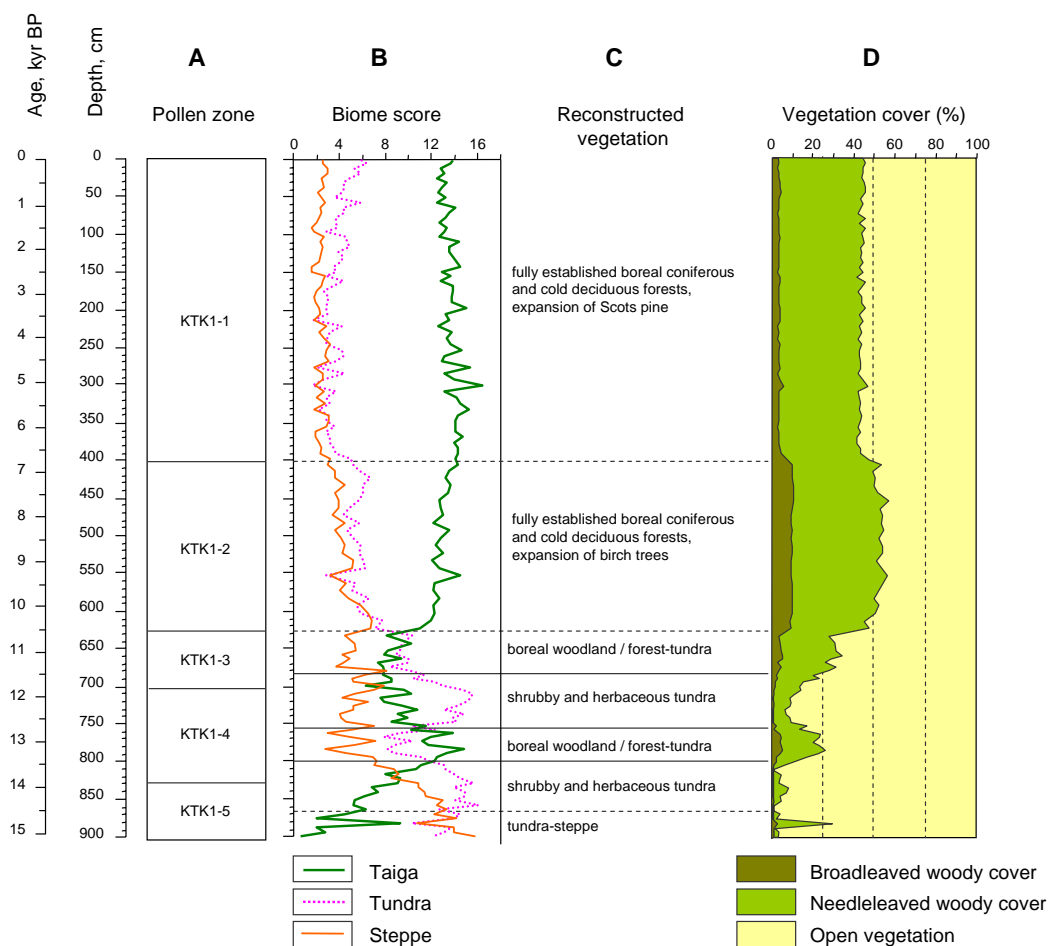 A B C D
Age, kyr BP
Depth, cm
Pollen zone
Biome score
Reconstructed
vegetation
Vegetation cover (%)
0 0 0 4 8 12 16 0 20 40 60 80 100
50
1
100
150
2
3
200
KTK1-1
fully established boreal coniferous
and cold deciduous forests,
expansion of Scots pine
4
250
5
300
350
6
400
7
450
8
500
KTK1-2
fully established boreal coniferous
and cold deciduous forests,
expansion of birch trees
9
550
10
600
650
11
KTK1-3
boreal woodland / forest-tundra
700
12
shrubby and herbaceous tundra
750
13
KTK1-4
boreal woodland / forest-tundra
800
14
shrubby and herbaceous tundra
850
KTK1-5
tundra-steppe
15
900
Taiga
Tundra
Steppe
Broadleaved woody cover
Needleleaved woody cover
Open vegetation